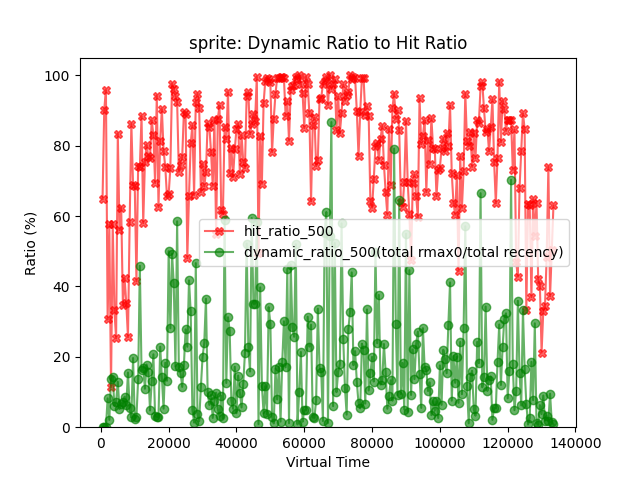 sprite: Dynamic Ratio to Hit Ratio
100
80
60
40
20
0
Ratio (%)
hit_ratio_500
dynamic_ratio_500(total rmax0/total recency)
0 20000 40000 60000 80000 100000 120000 140000
Virtual Time